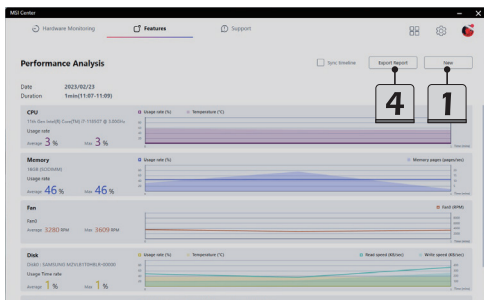 MSI Center
Hardware Monitoring Features Support
Performance Analysis
Sync timeline Export Report New
Date 2023/02/23
Duration 1min(11:07-11:09)
4 1
CPU Usage rate (%) Temperature (°C)
Usage rate
Average 3 % Max 3 %
Memory Usage rate (%) Memory pages (pages/sec)
Usage rate
Average 46 % Max 46 %
Fan Fan1 (RPM)
Fan1
Average 3280 RPM Max 3609 RPM
Disk Usage rate (%) Temperature (°C) Read speed (KB/sec) Write speed (KB/sec)
Usage Time rate
Average 1 % Max 1 %